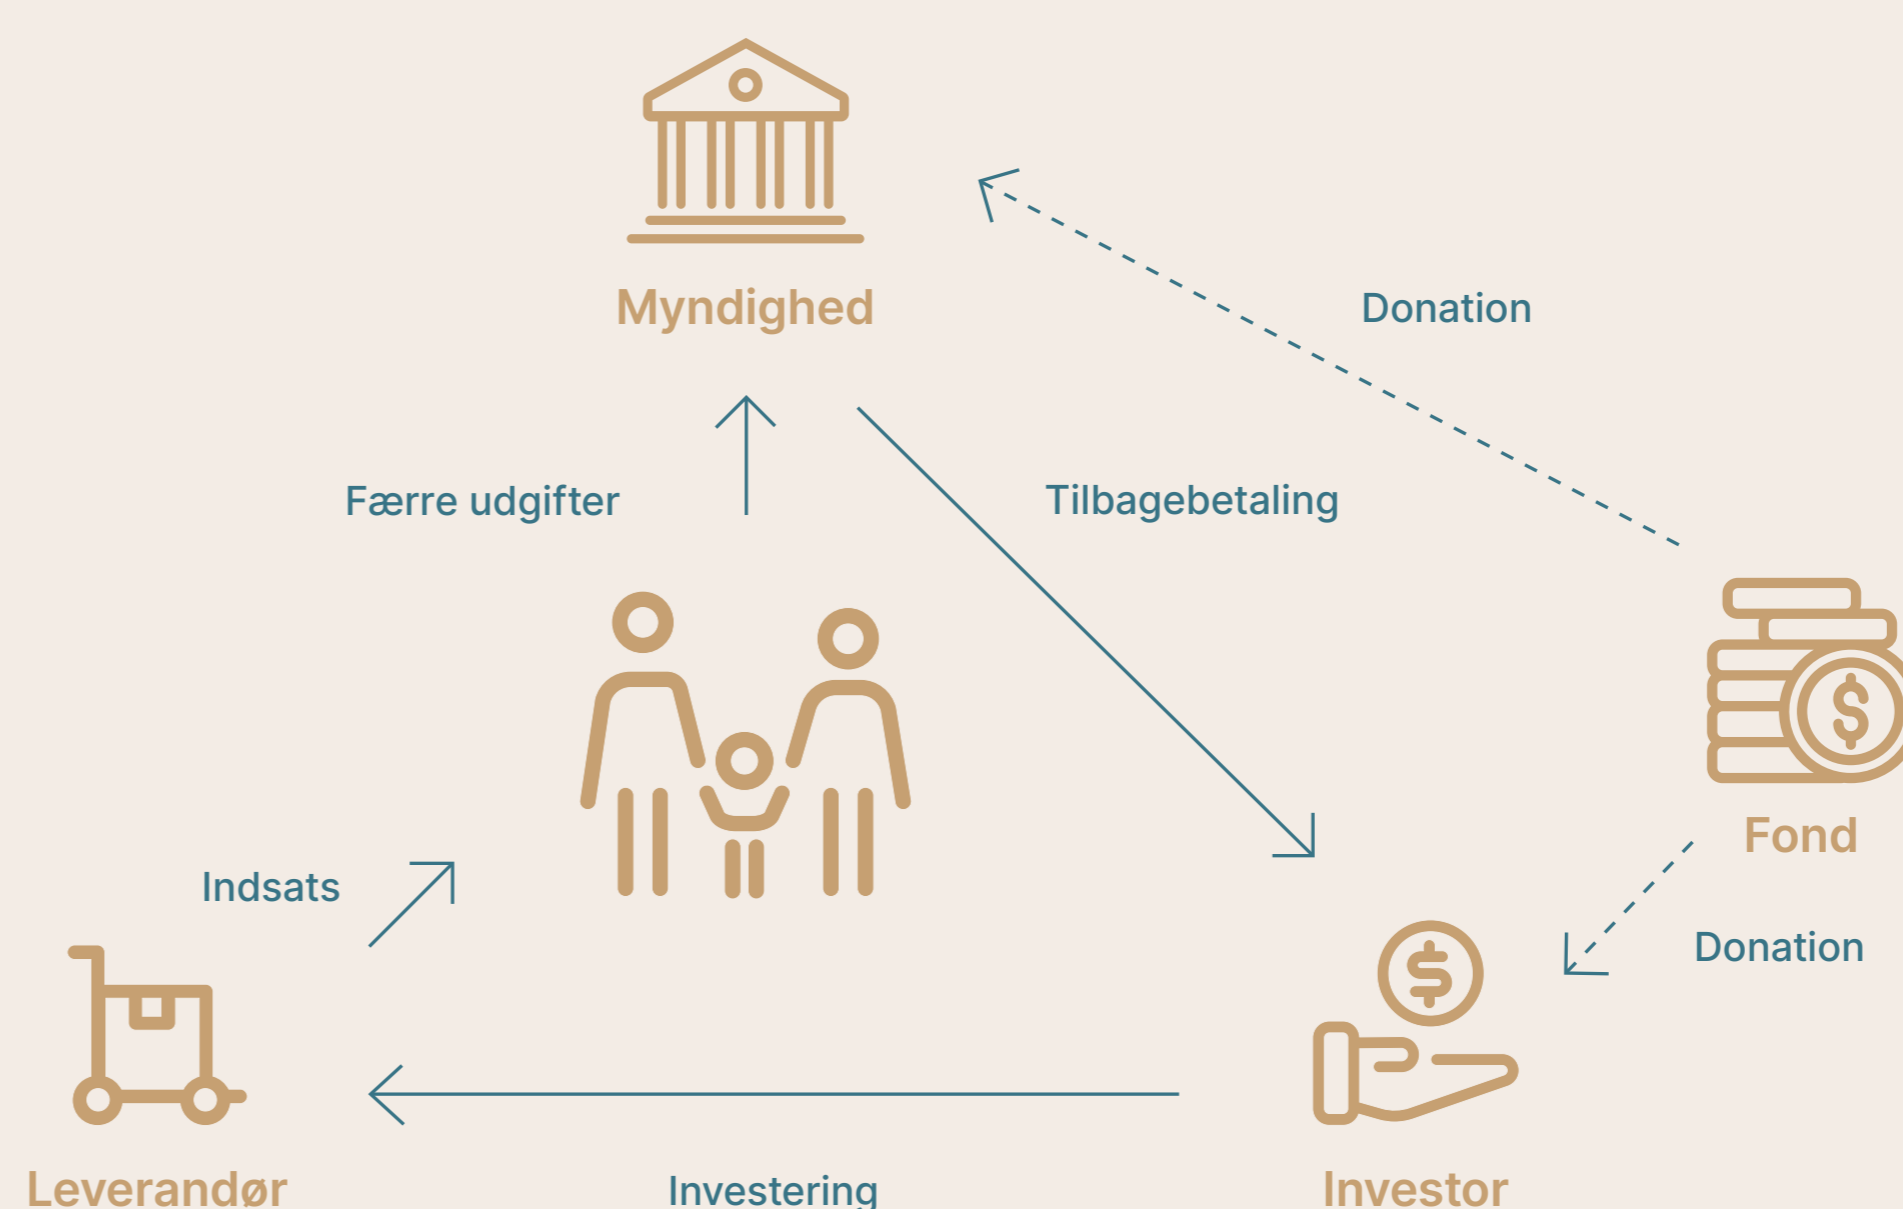 Myndighed
Donation
Færre udgifter
Tilbagebetaling
Fond
Indsats
Donation
Leverandør
Investering
Investor